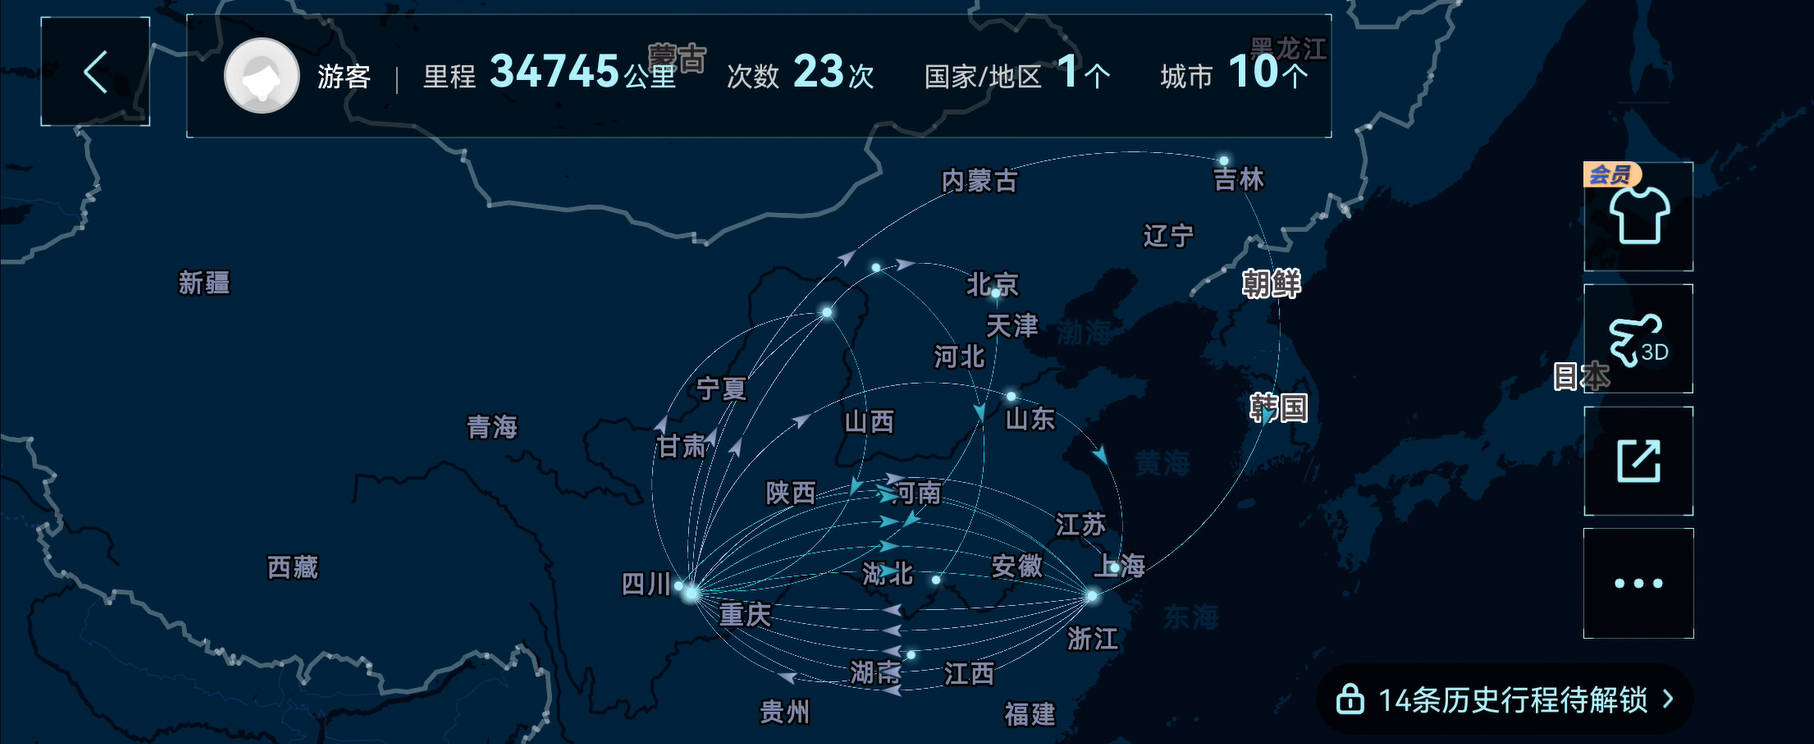 游客 | 里程 34745公里 次数 23次 国家/地区 1个 城市 10个
蒙古
黑龙江
会员
内蒙古
吉林
辽宁
新疆
北京
朝鲜
天津
渤海
河北
3D
日本
宁夏
韩国
青海
山西
山东
甘肃
黄海
陕西
河南
江苏
西藏
四川
湖北
安徽
上海
重庆
东海
浙江
湖南
江西
贵州
福建
14条历史行程待解锁